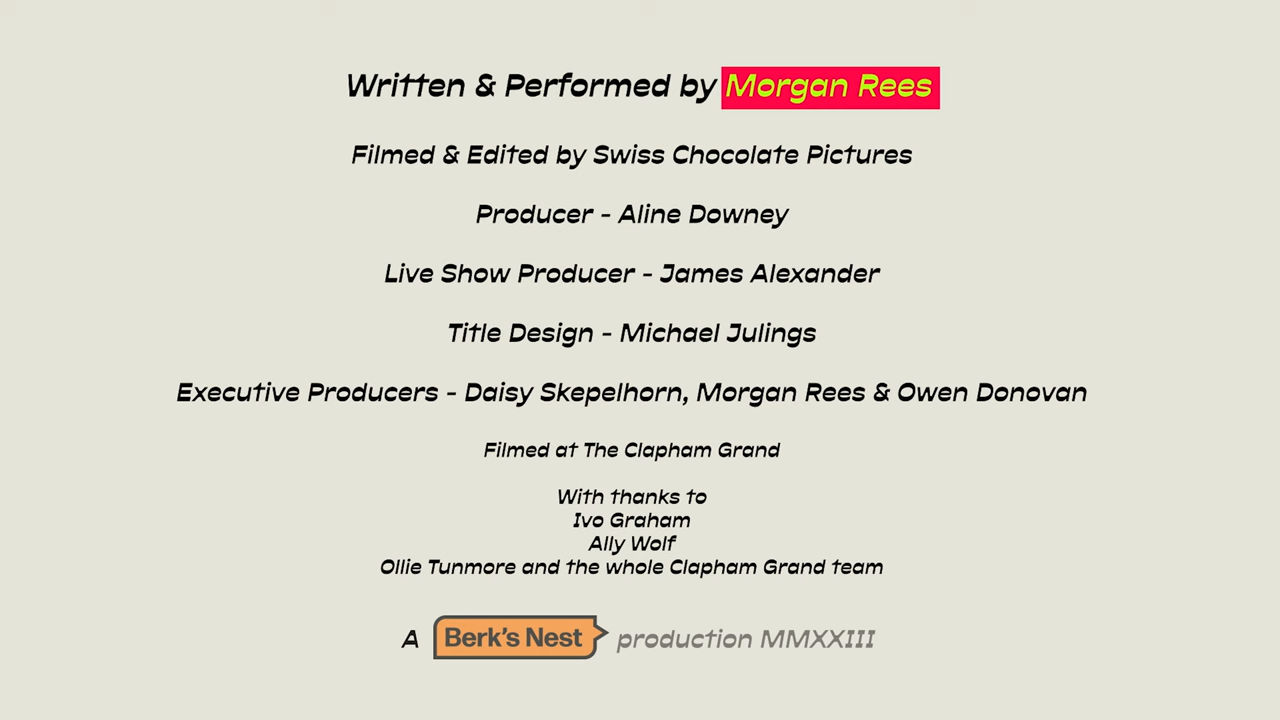 Written & Performed by Morgan Rees
Filmed & Edited by Swiss Chocolate Pictures
Producer - Aline Downey
Live Show Producer - James Alexander
Title Design - Michael Julings
Executive Producers - Daisy Skepelhorn, Morgan Rees & Owen Donovan
Filmed at The Clapham Grand
With thanks to
Ivo Graham
Ally Wolf
Ollie Tunmore and the whole Clapham Grand team
A Berk's Nest production MMXXIII